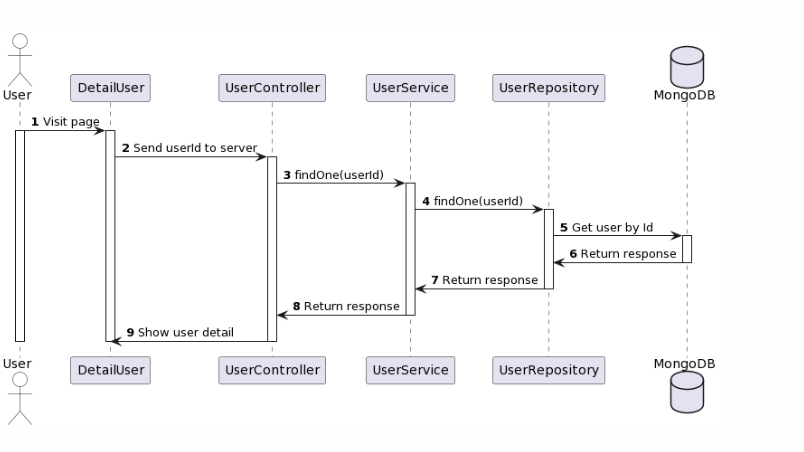 User
DetailUser
UserController
UserService
UserRepository
MongoDB
1 Visit page
2 Send userId to server
3 findOne(userId)
4 findOne(userId)
5 Get user by Id
6 Return response
7 Return response
8 Return response
9 Show user detail
User
DetailUser
UserController
UserService
UserRepository
MongoDB